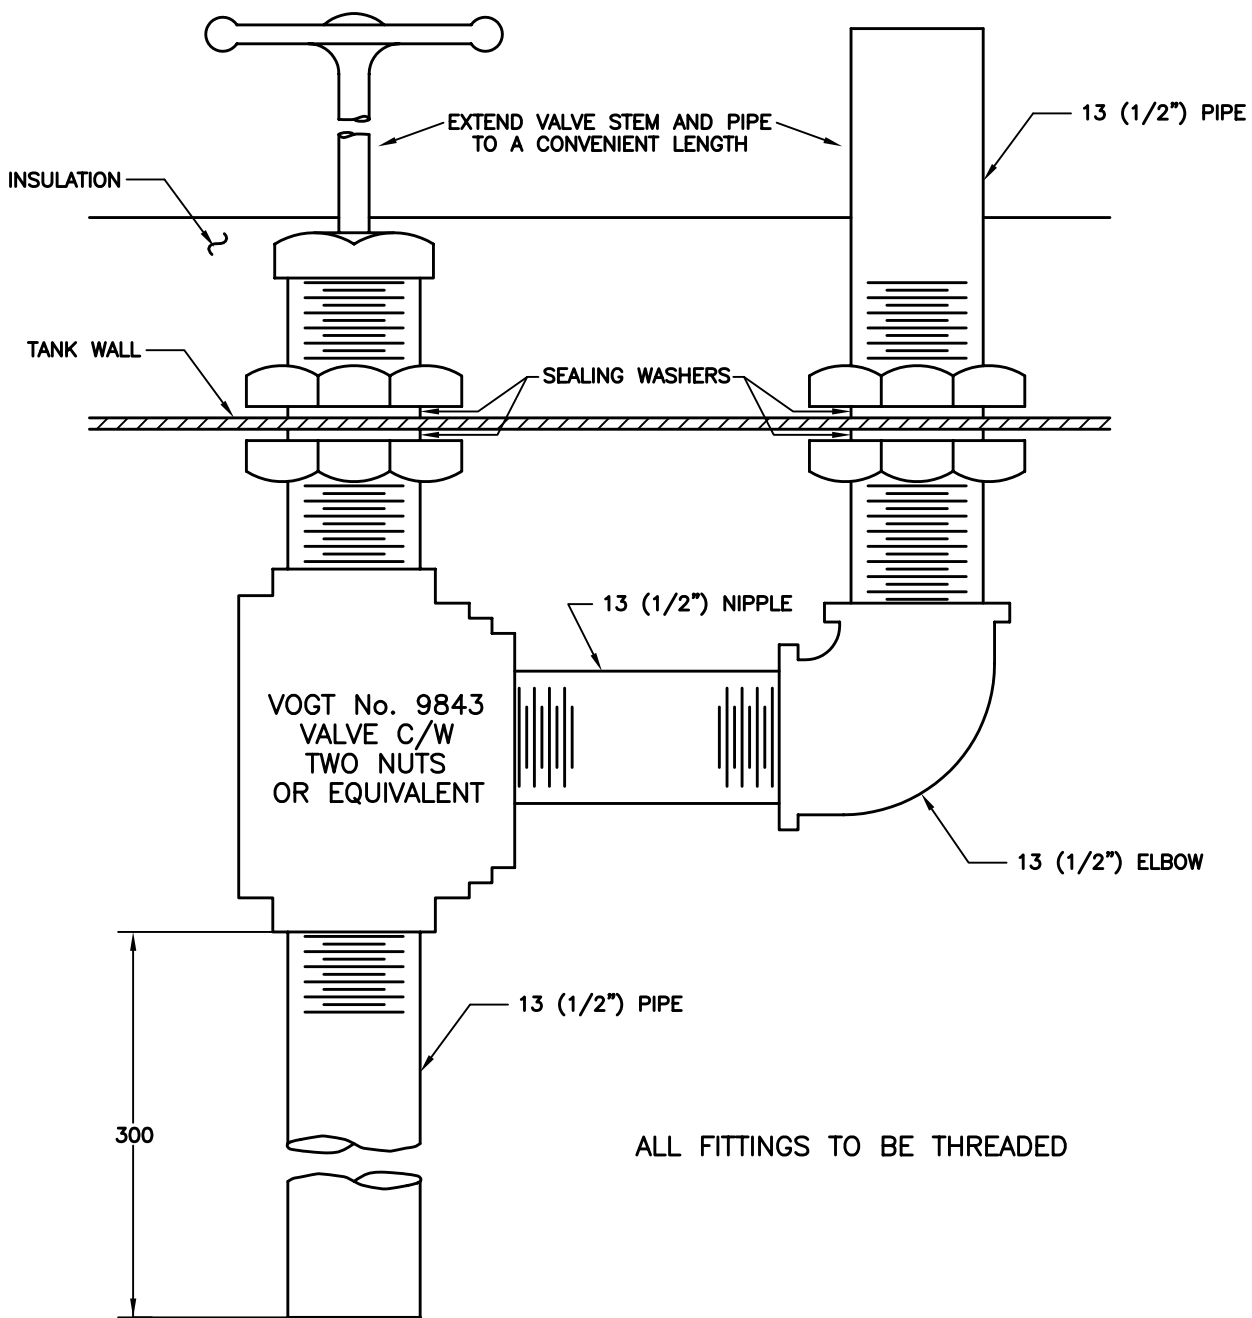 13 (1/2") PIPE
EXTEND VALVE STEM AND PIPE
TO A CONVENIENT LENGTH
INSULATION
TANK WALL
SEALING WASHERS
13 (1/2") NIPPLE
VOGT No. 9843
VALVE C/W
TWO NUTS
OR EQUIVALENT
13 (1/2") ELBOW
13 (1/2") PIPE
300
ALL FITTINGS TO BE THREADED